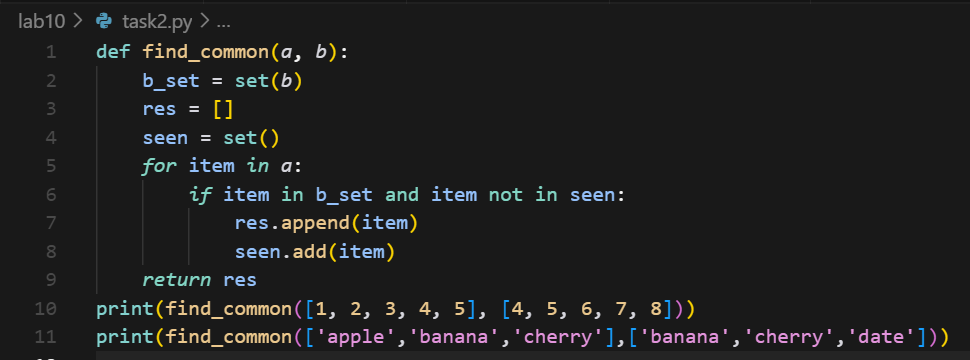 lab10 > task2.py > ...
1 def find_common(a, b):
2     b_set = set(b)
3     res = []
4     seen = set()
5     for item in a:
6         if item in b_set and item not in seen:
7             res.append(item)
8             seen.add(item)
9     return res
10 print(find_common([1, 2, 3, 4, 5], [4, 5, 6, 7, 8]))
11 print(find_common(['apple','banana','cherry'],['banana','cherry','date']))